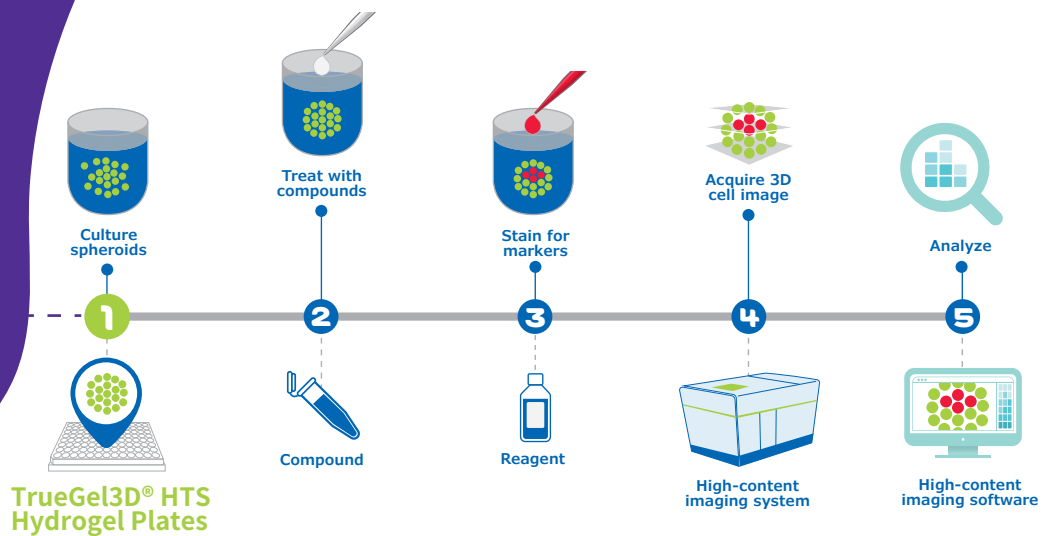 Culture
spheroids
1
TrueGel3D® HTS
Hydrogel Plates
Treat with
compounds
2
Compound
Stain for
markers
3
Reagent
Acquire 3D
cell image
4
High-content
imaging system
Analyze
5
High-content
imaging software